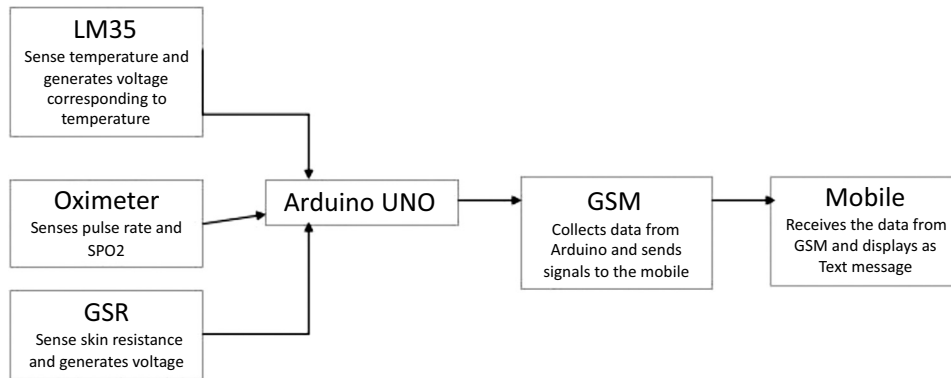 LM35
Sense temperature and
generates voltage
corresponding to
temperature
Oximeter
Senses pulse rate and
SPO2
GSR
Sense skin resistance
and generates voltage
Arduino UNO
GSM
Collects data from
Arduino and sends
signals to the mobile
Mobile
Receives the data from
GSM and displays as
Text message